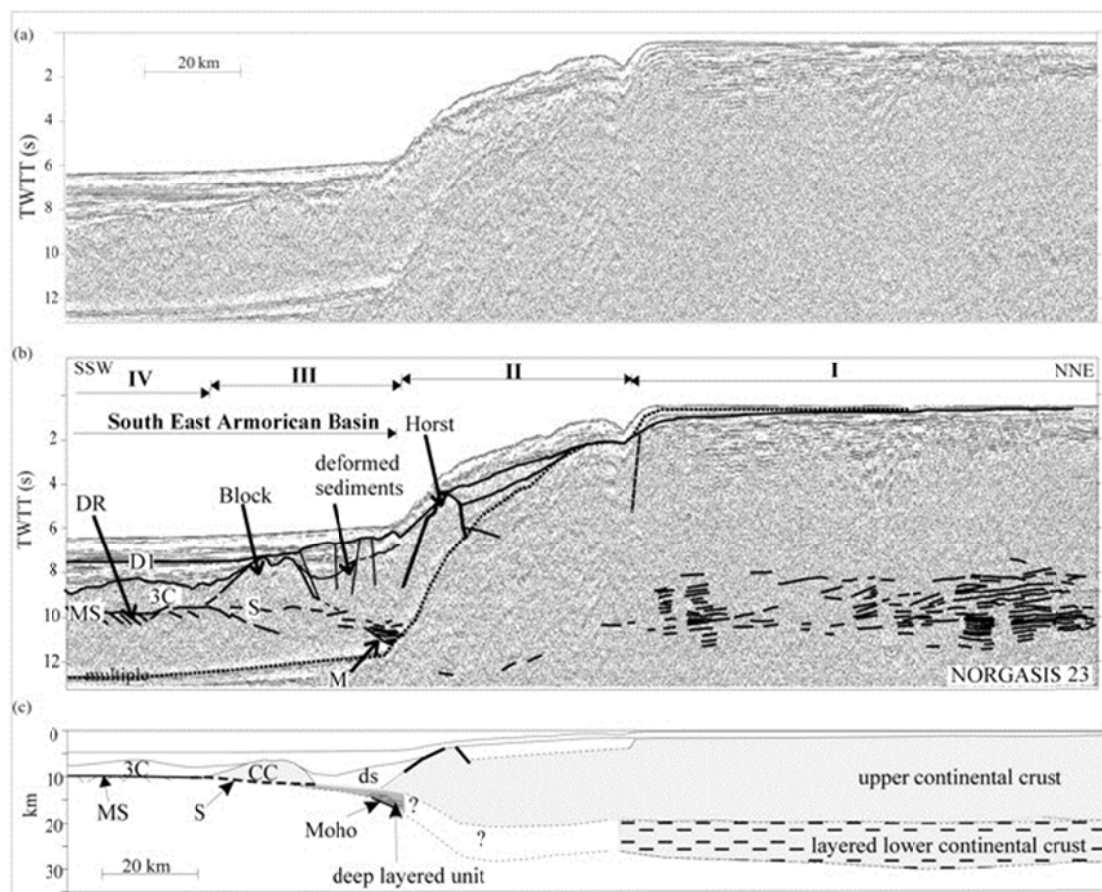 (a)
20 km
2
4
6
8
10
12
TWTT (s)
(b)
SSW
NNE
IV
III
II
I
South East Armorican Basin
Horst
deformed
sediments
Block
DR
D1
3C
MS
S
M
multiple
NORGASIS 23
2
4
6
8
10
12
TWTT (s)
(c)
0
10
20
30
km
3C
CC
ds
MS
S
?
?
Moho
deep layered unit
20 km
upper continental crust
layered lower continental crust